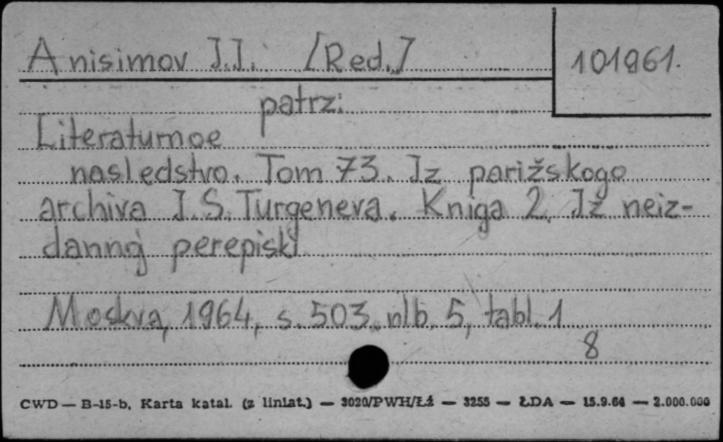 Anisimov J.J. [Red.] 101961.
patrz:
Literaturnoe
nasledstvo. Tom 73. Iz parižskogo
archiva I.S. Turgeneva. Kniga 2. Iz neiz-
dannoj perepiski
Moskva, 1964, s. 503, nlb. 5, tabl. 1
8
CWD — B-15-b, Karta katal. (z liniat.) — 3020/PWH/Łź — 3255 — ŁDA — 15.9.64 — 2.000.000